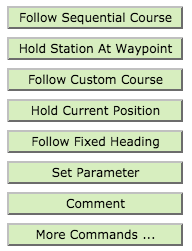 Follow Sequential Course
Hold Station At Waypoint
Follow Custom Course
Hold Current Position
Follow Fixed Heading
Set Parameter
Comment
More Commands ...